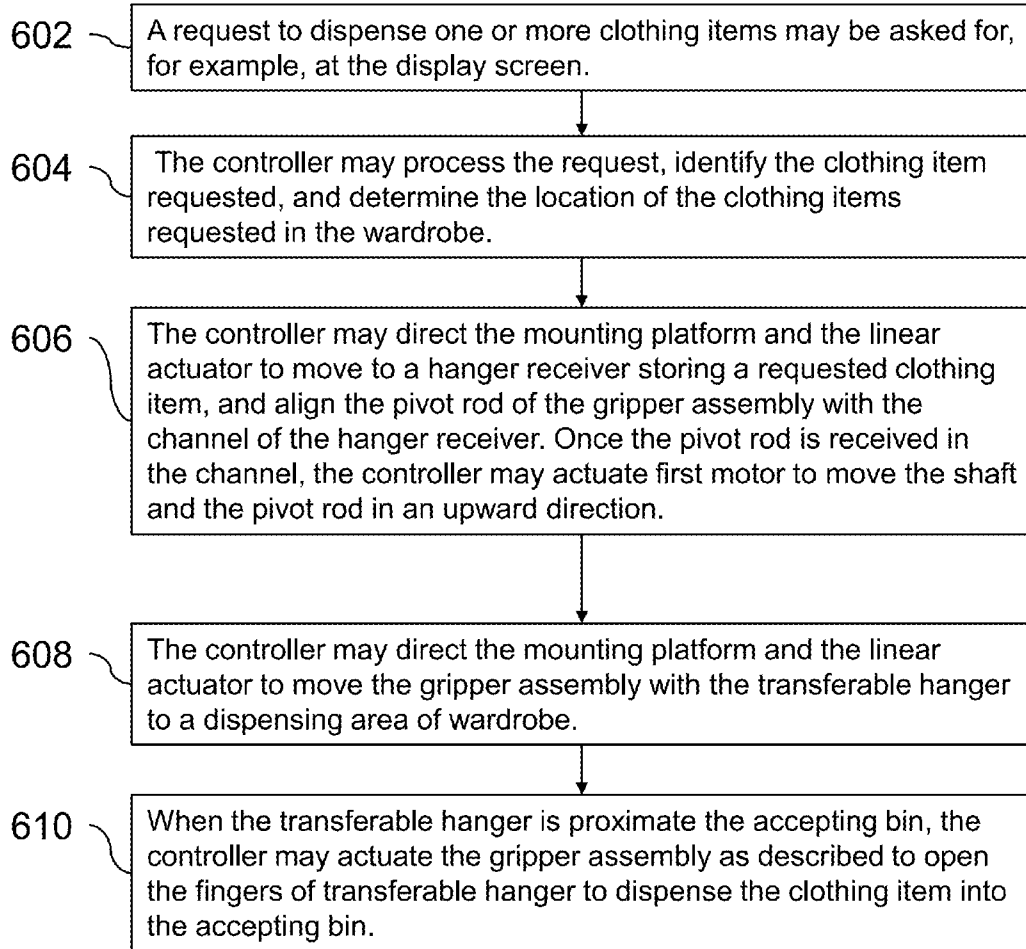 602
A request to dispense one or more clothing items may be asked for,
for example, at the display screen.
604
The controller may process the request, identify the clothing item
requested, and determine the location of the clothing items
requested in the wardrobe.
606
The controller may direct the mounting platform and the linear
actuator to move to a hanger receiver storing a requested clothing
item, and align the pivot rod of the gripper assembly with the
channel of the hanger receiver. Once the pivot rod is received in
the channel, the controller may actuate first motor to move the shaft
and the pivot rod in an upward direction.
608
The controller may direct the mounting platform and the linear
actuator to move the gripper assembly with the transferable hanger
to a dispensing area of wardrobe.
610
When the transferable hanger is proximate the accepting bin, the
controller may actuate the gripper assembly as described to open
the fingers of transferable hanger to dispense the clothing item into
the accepting bin.